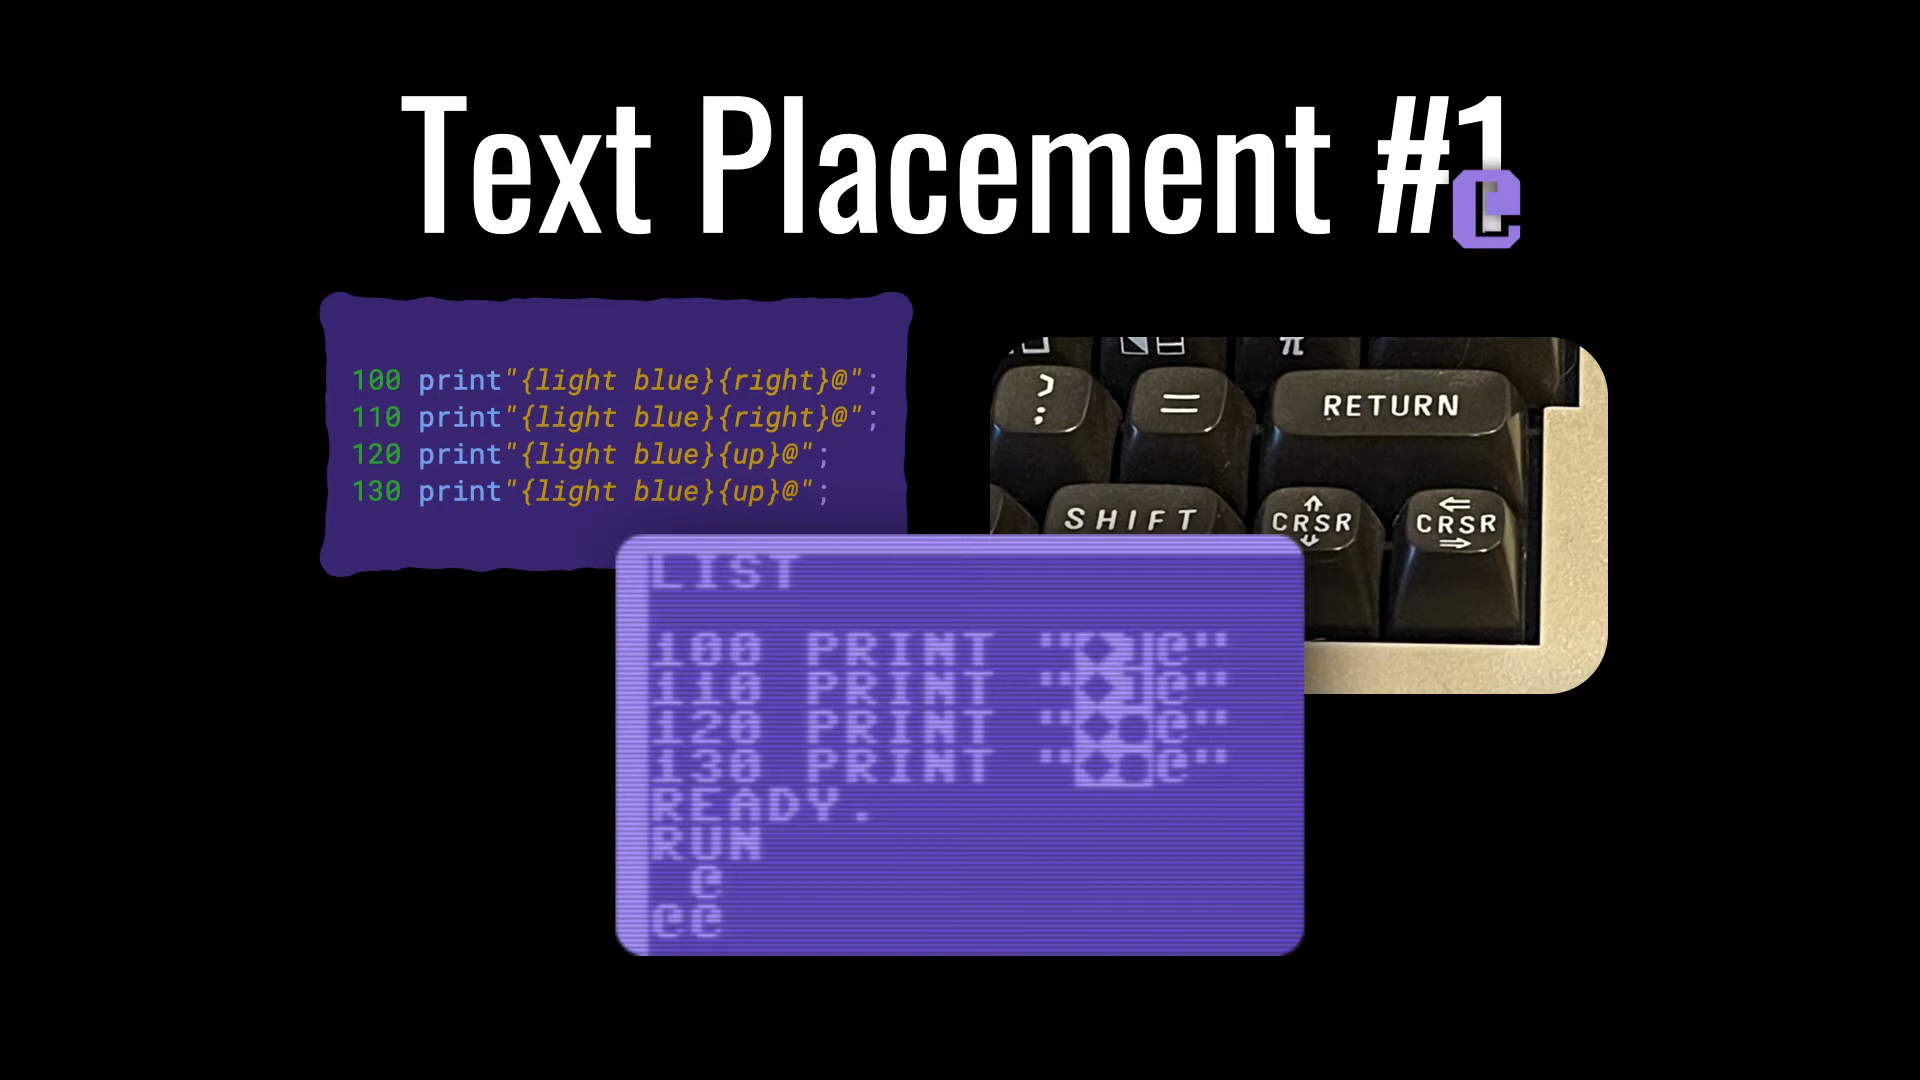 Text Placement #1
100 print"{light blue}{right}@";
110 print"{light blue}{right}@";
120 print"{light blue}{up}@";
130 print"{light blue}{up}@";
π
> ; = RETURN
SHIFT ⇑ CRSR ⇓ ⇐ CRSR ⇒
LIST
100 PRINT "@"
110 PRINT "@"
120 PRINT "@"
130 PRINT "@"
READY.
RUN
@
@@